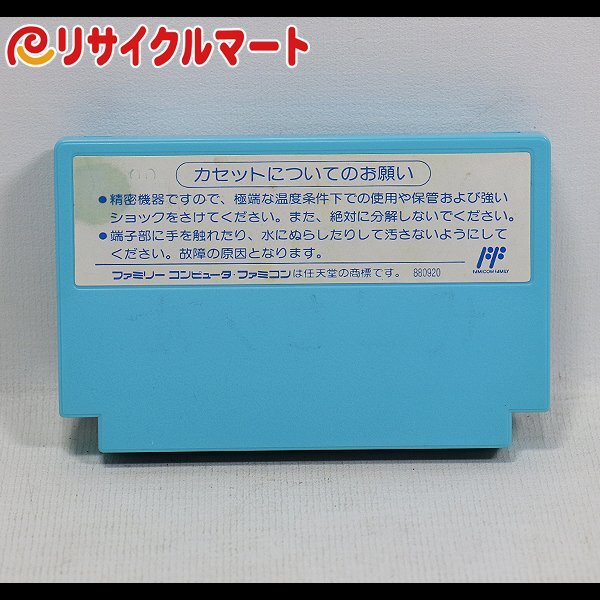 リサイクルマート
カセットについてのお願い
●精密機器ですので、極端な温度条件下での使用や保管および強い
ショックをさけてください。また、絶対に分解しないでください。
●端子部に手を触れたり、水にぬらしたりして汚さないようにして
ください。故障の原因となります。
ファミリー コンピュータ・ファミコンは任天堂の商標です。 880920
FAMICOM FAMILY